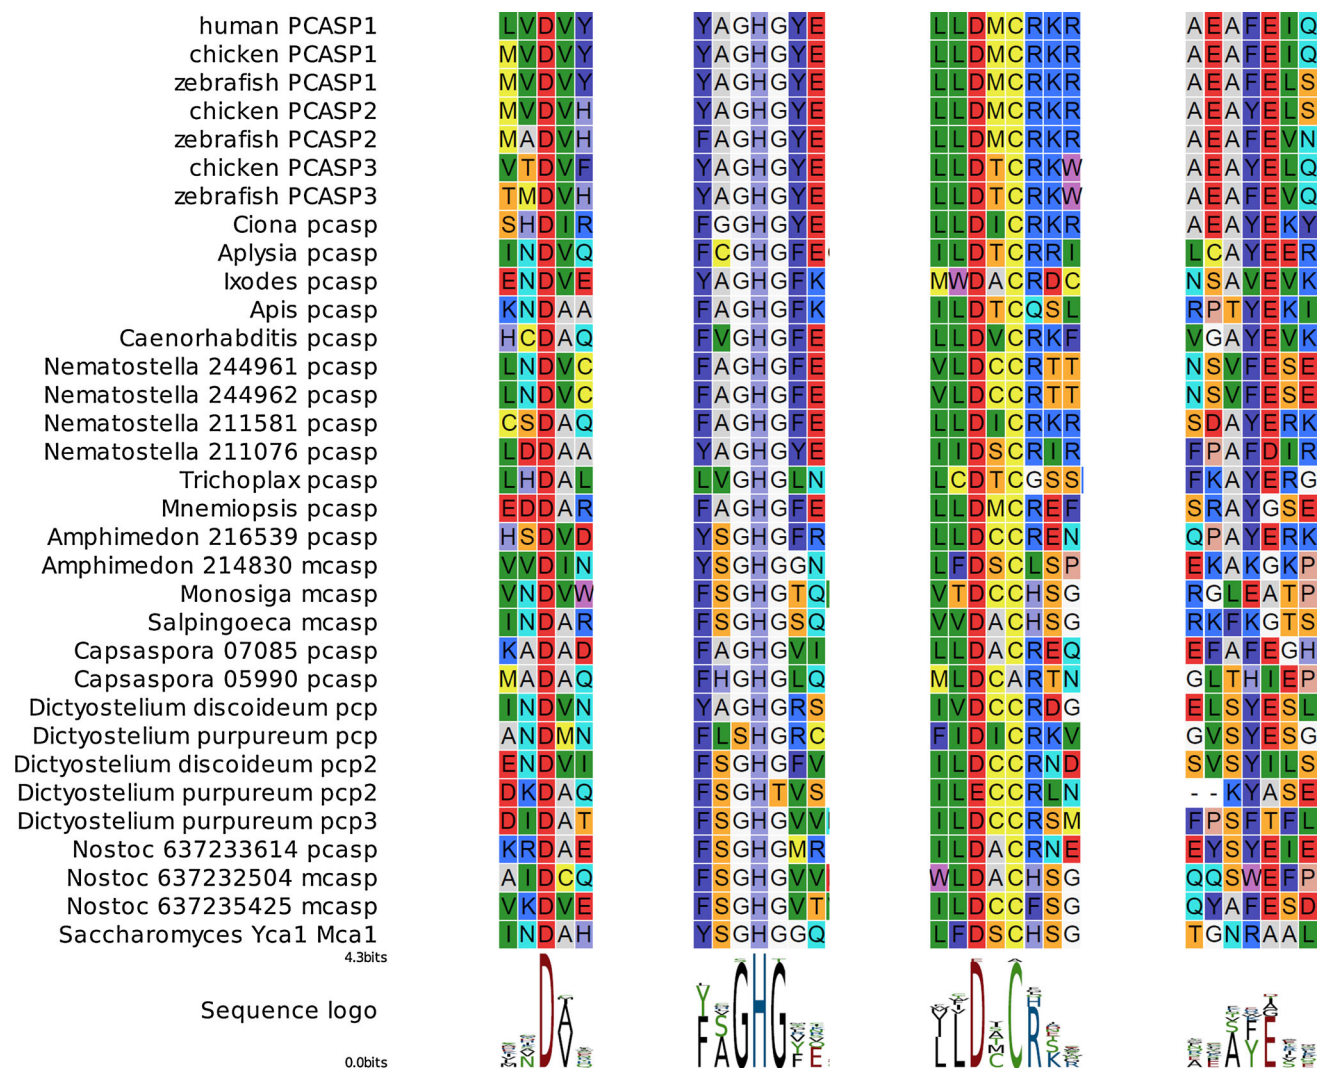 human PCASP1 LVDVY YAGHGYE LLDMCRKR AEAFEIQ
chicken PCASP1 MVDVY YAGHGYE LLDMCRKR AEAFEIQ
zebrafish PCASP1 MVDVY YAGHGYE LLDMCRKR AEAFELS
chicken PCASP2 MVDVH YAGHGYE LLDMCRKR AEAYELS
zebrafish PCASP2 MADVH FAGHGYE LLDMCRKR AEAFEVN
chicken PCASP3 VTDVF YAGHGYE LLDTCRKW AEAYELQ
zebrafish PCASP3 TMDVH YAGHGYE LLDTCRKW AEAFEVQ
Ciona pcasp SHDIR FGGHGYE LLDICRKR AEAYEKY
Aplysia pcasp INDVQ FCGHGFE ILDTCRRI LCAYEER
Ixodes pcasp ENDVE YAGHGFK MWDACRDC NSAVEVK
Apis pcasp KNDAA FAGHGFK ILDTCQSL RPTYEKI
Caenorhabditis pcasp HCDAQ FVGHGFE LLDVCRKF VGAYEVK
Nematostella 244961 pcasp LNDVC FAGHGFE VLDCCRTT NSVFESE
Nematostella 244962 pcasp LNDVC FAGHGFE VLDCCRTT NSVFESE
Nematostella 211581 pcasp CSDAQ FAGHGFE LLDICRKR SDAYERK
Nematostella 211076 pcasp LDDAA YAGHGYE IIDSCRIR FPAFDIR
Trichoplax pcasp LHDAL LVGHGLN LCDTCGSS FKAYERG
Mnemiopsis pcasp EDDAR FAGHGFE LLDMCREF SRAYGSE
Amphimedon 216539 pcasp HSDVD YSGHGFR LLDCCREN QPAYERK
Amphimedon 214830 mcasp VVDIN YSGHGGN LFDSCLSP EKAKGKP
Monosiga mcasp VNDVW FSGHGTQ VTDCCHSG RGLEATP
Salpingoeca mcasp INDAR FSGHGSQ VVDACHSG RKFKGTS
Capsaspora 07085 pcasp KADAD FAGHGVI LLDACREQ EFAFEGH
Capsaspora 05990 pcasp MADAQ FHGHGLQ MLDCARTN GLTHIEP
Dictyostelium discoideum pcp INDVN YAGHGRS IVDCCRDG ELSYESL
Dictyostelium purpureum pcp ANDMN FLSHGRC FIDICRKV GVSYESG
Dictyostelium discoideum pcp2 ENDVI FSGHGFV ILDCCRND SVSYILS
Dictyostelium purpureum pcp2 DKDAQ FSGHTVS ILECCRLN --KYASE
Dictyostelium purpureum pcp3 DIDAT FSGHGVV ILDCCRSM FPSFTFL
Nostoc 637233614 pcasp KRDAE FSGHGMR ILDACRNE EYSYEIE
Nostoc 637232504 mcasp AIDCQ FSGHGVV WLDACHSG QQSWEFP
Nostoc 637235425 mcasp VKDVE FSGHGVT ILDCCFSG QYAFESD
Saccharomyces Yca1 Mca1 INDAH YSGHGGQ LFDSCHSG TGNRAAL
4.3bits
Sequence logo
0.0bits